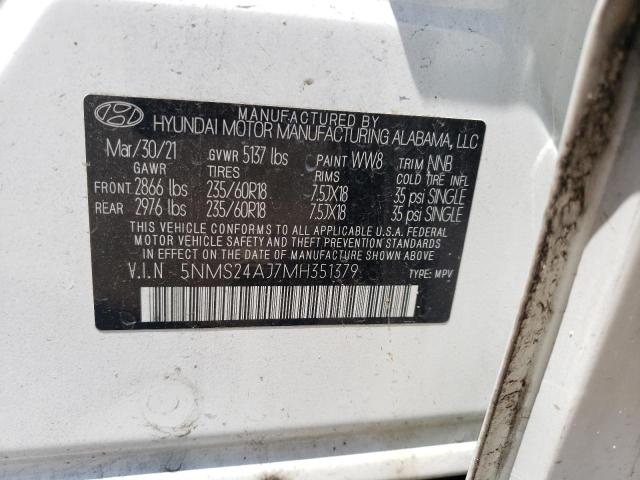 MANUFACTURED BY
HYUNDAI MOTOR MANUFACTURING ALABAMA, LLC
Mar/30/21 GVWR 5137 lbs PAINT WW8 TRIM NNB
GAWR TIRES RIMS COLD TIRE INFL
FRONT 2866 lbs 235/60R18 7.5JX18 35 psi SINGLE
REAR 2976 lbs 235/60R18 7.5JX18 35 psi SINGLE
THIS VEHICLE CONFORMS TO ALL APPLICABLE U.S.A. FEDERAL
MOTOR VEHICLE SAFETY AND THEFT PREVENTION STANDARDS
IN EFFECT ON THE DATE OF MANUFACTURE SHOWN ABOVE.
V.I.N 5NMS24AJ7MH351379 TYPE: MPV